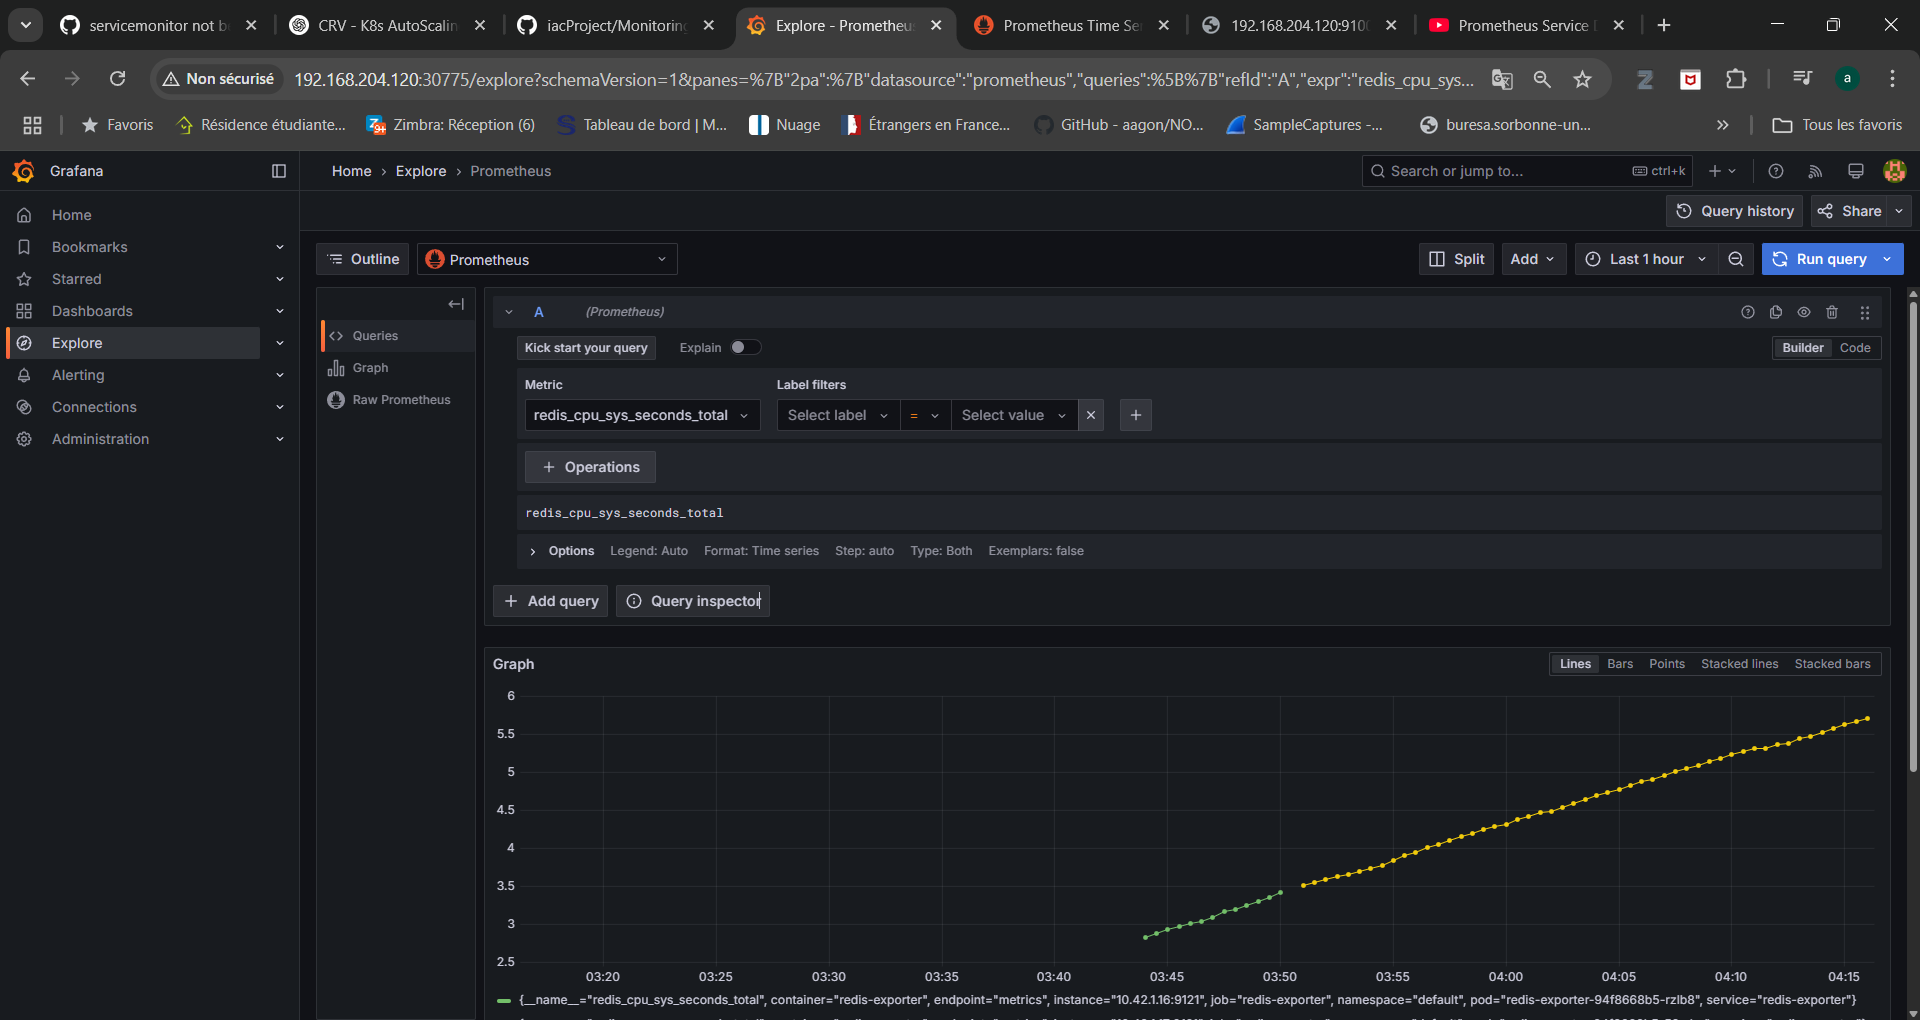 servicemonitor not b
CRV - K8s AutoScalin
iacProject/Monitoring
Explore - Prometheu
Prometheus Time Se
192.168.204.120:910
Prometheus Service
Non sécurisé
192.168.204.120:30775/explore?schemaVersion=1&panes=%7B"2pa":%7B"datasource":"prometheus","queries":%5B%7B"refId":"A","expr":"redis_cpu_sys...
a
Favoris
Résidence étudiante...
Zimbra: Réception (6)
Tableau de bord | M...
Nuage
Étrangers en France...
GitHub - aagon/NO...
SampleCaptures -...
buresa.sorbonne-un...
»
Tous les favoris
Grafana
Home › Explore › Prometheus
Search or jump to...
ctrl+k
Query history
Share
Home
Bookmarks
Starred
Dashboards
Explore
Alerting
Connections
Administration
Outline
Prometheus
Split
Add
Last 1 hour
Run query
Queries
Graph
Raw Prometheus
A
(Prometheus)
Kick start your query
Explain
Builder
Code
Metric
Label filters
redis_cpu_sys_seconds_total
Select label
=
Select value
+ Operations
redis_cpu_sys_seconds_total
Options
Legend: Auto
Format: Time series
Step: auto
Type: Both
Exemplars: false
+ Add query
Query inspector
Graph
Lines
Bars
Points
Stacked lines
Stacked bars
6
5.5
5
4.5
4
3.5
3
2.5
03:20
03:25
03:30
03:35
03:40
03:45
03:50
03:55
04:00
04:05
04:10
04:15
{__name__="redis_cpu_sys_seconds_total", container="redis-exporter", endpoint="metrics", instance="10.42.1.16:9121", job="redis-exporter", namespace="default", pod="redis-exporter-94f8668b5-rzlb8", service="redis-exporter"}